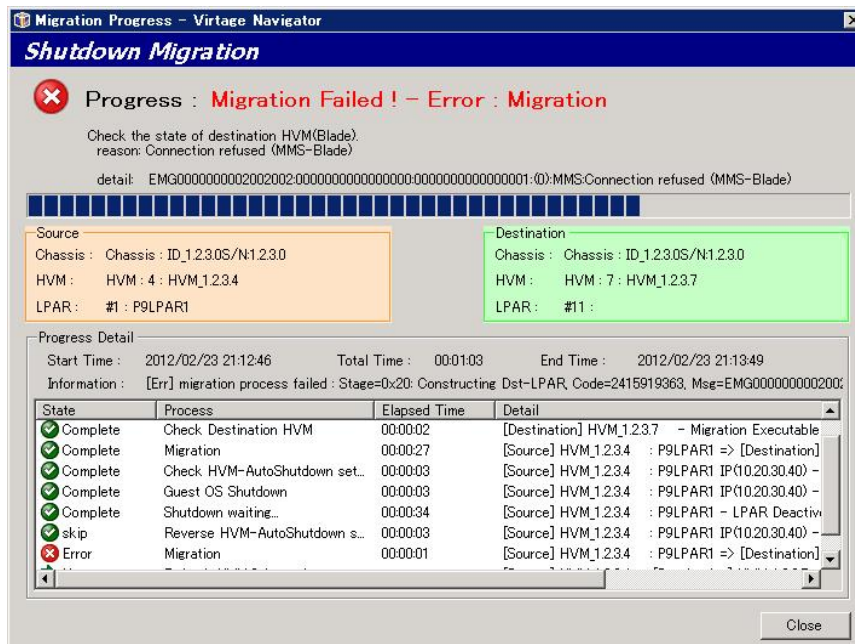 Migration Progress - Virtage Navigator
Shutdown Migration
Progress : Migration Failed ! - Error : Migration
Check the state of destination HVM(Blade).
reason: Connection refused (MMS-Blade)
detail: EMG0000000002002002:0000000000000000:0000000000000001:(0):MMS:Connection refused (MMS-Blade)
Source
Chassis : Chassis : ID_1.2.3.0S/N:1.2.3.0
HVM : HVM : 4 : HVM_1.2.3.4
LPAR : #1 : P9LPAR1
Destination
Chassis : Chassis : ID_1.2.3.0S/N:1.2.3.0
HVM : HVM : 7 : HVM_1.2.3.7
LPAR : #11 :
Progress Detail
Start Time : 2012/02/23 21:12:46 Total Time : 00:01:03 End Time : 2012/02/23 21:13:49
Information : [Err] migration process failed : Stage=0x20: Constructing Dst-LPAR, Code=2415919363, Msg=EMG0000000002002
State Process Elapsed Time Detail
Complete Check Destination HVM 00:00:02 [Destination] HVM_1.2.3.7 - Migration Executable
Complete Migration 00:00:27 [Source] HVM_1.2.3.4 : P9LPAR1 => [Destination]
Complete Check HVM-AutoShutdown set... 00:00:03 [Source] HVM_1.2.3.4 : P9LPAR1 IP(10.20.30.40) -
Complete Guest OS Shutdown 00:00:03 [Source] HVM_1.2.3.4 : P9LPAR1 IP(10.20.30.40) -
Complete Shutdown waiting... 00:00:34 [Source] HVM_1.2.3.4 : P9LPAR1 - LPAR Deactiv
skip Reverse HVM-AutoShutdown s... 00:00:03 [Source] HVM_1.2.3.4 : P9LPAR1 IP(10.20.30.40) -
Error Migration 00:00:01 [Source] HVM_1.2.3.4 : P9LPAR1 => [Destination]
Close